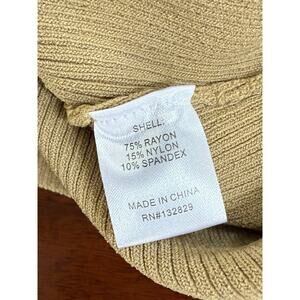 SHELL:
75% RAYON
15% NYLON
10% SPANDEX
MADE IN CHINA
RN#132829